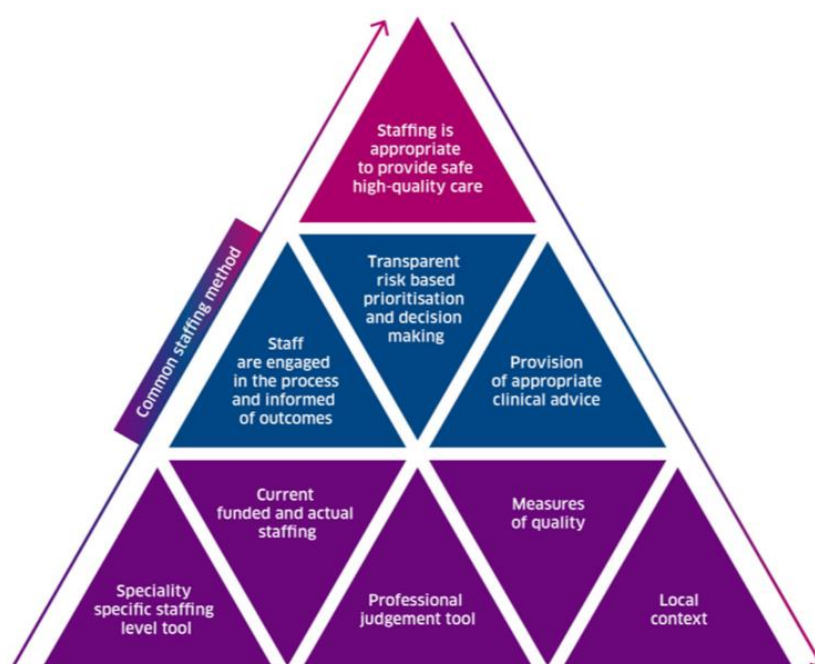 Staffing is
appropriate
to provide safe
high-quality care
Common staffing method
Staff
are engaged
in the process
and informed
of outcomes
Transparent
risk based
prioritisation
and decision
making
Provision
of appropriate
clinical advice
Speciality
specific staffing
level tool
Current
funded and actual
staffing
Professional
judgement tool
Measures
of quality
Local
context